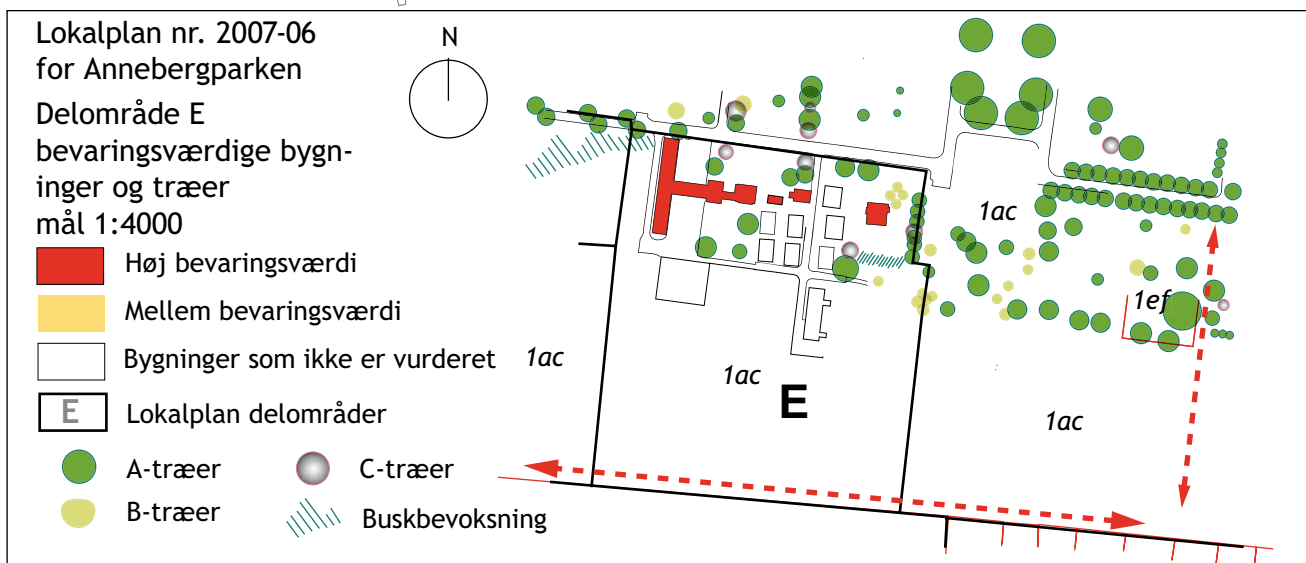 Lokalplan nr. 2007-06
for Annebergparken
Delområde E
bevaringsværdige bygn-
inger og træer
mål 1:4000
Høj bevaringsværdi
Mellem bevaringsværdi
Bygninger som ikke er vurderet
E Lokalplan delområder
A-træer
C-træer
B-træer
Buskbevoksning
N
1ac
1ef
1ac
1ac
E
1ac